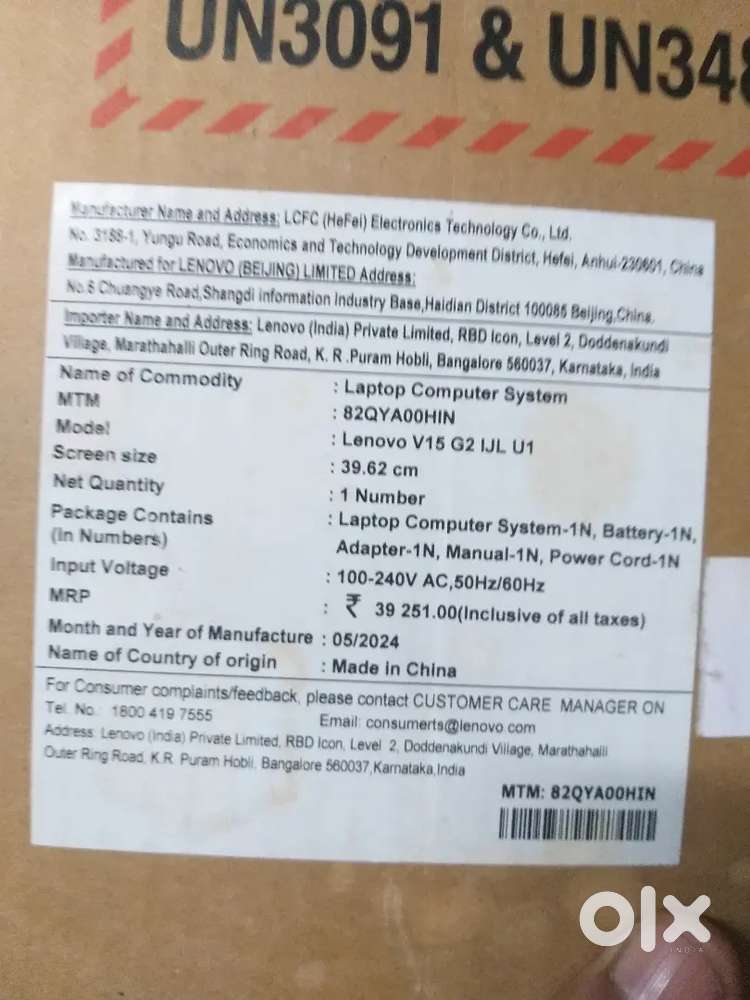 UN3091 & UN348
Manufacturer Name and Address: LCFC (HeFei) Electronics Technology Co., Ltd.
No. 3188-1, Yungu Road, Economics and Technology Development District, Hefei, Anhui-230601, China
Manufactured for LENOVO (BEIJING) LIMITED Address:
No.6 Chuangye Road,Shangdi information Industry Base,Haidian District 100085 Beijing,China.
Importer Name and Address: Lenovo (India) Private Limited, RBD Icon, Level 2, Doddenakundi
Village, Marathahalli Outer Ring Road, K. R .Puram Hobli, Bangalore 560037, Karnataka, India
Name of Commodity : Laptop Computer System
MTM : 82QYA00HIN
Model : Lenovo V15 G2 IJL U1
Screen size : 39.62 cm
Net Quantity : 1 Number
Package Contains : Laptop Computer System-1N, Battery-1N,
(In Numbers) Adapter-1N, Manual-1N, Power Cord-1N
Input Voltage : 100-240V AC,50Hz/60Hz
MRP : ₹ 39 251.00(Inclusive of all taxes)
Month and Year of Manufacture : 05/2024
Name of Country of origin : Made in China
For Consumer complaints/feedback, please contact CUSTOMER CARE MANAGER ON
Tel. No.: 1800 419 7555 Email: consumerts@lenovo.com
Address: Lenovo (India) Private Limited, RBD Icon, Level 2, Doddenakundi Village, Marathahalli
Outer Ring Road, K.R. Puram Hobli, Bangalore 560037,Karnataka,India
MTM: 82QYA00HIN
olx
INDIA